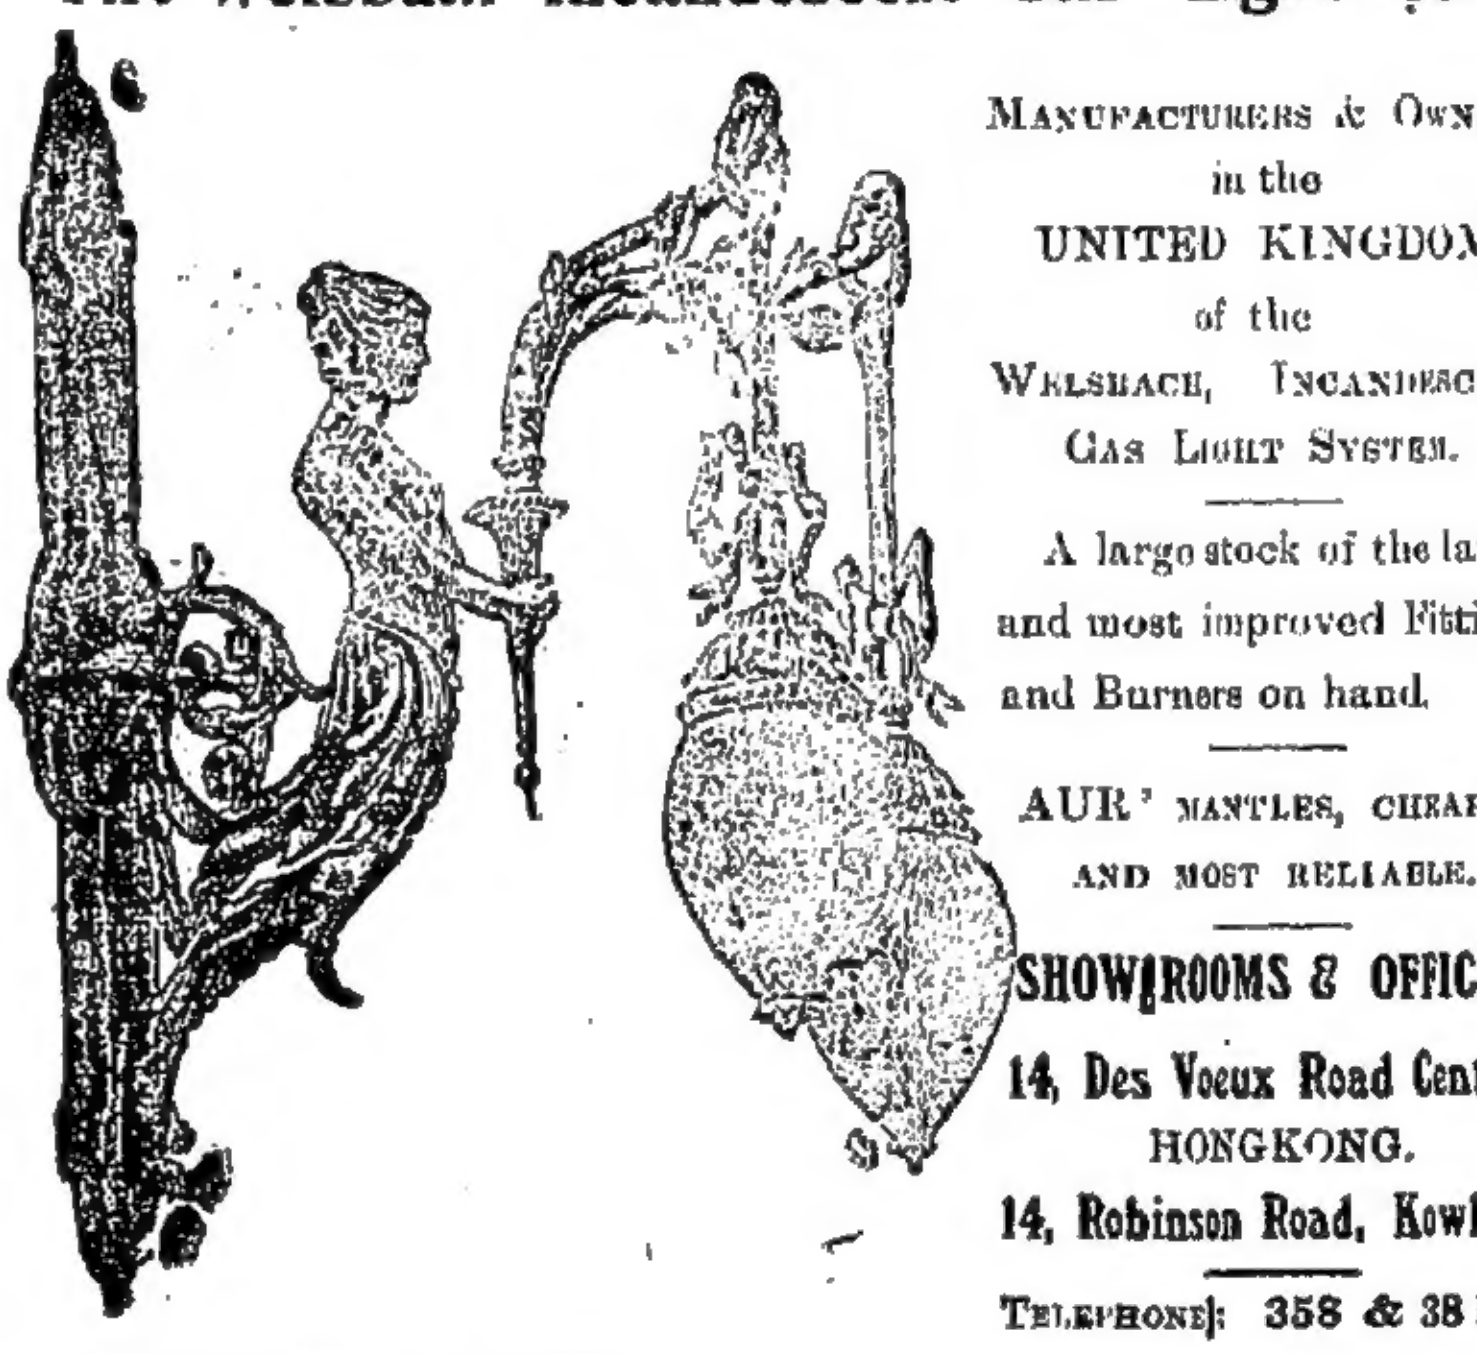 MANUFACTURERS & OWN
in the
UNITED KINGDOM
of the
WELSBACH, INCANDESC
GAS LIGHT SYSTEM.
A large stock of the la
and most improved Fitti
and Burners on hand.
AUR' MANTLES, CHEAP
AND MOST RELIABLE.
SHOWROOMS & OFFIC
14, Des Voeux Road Cent
HONGKONG.
14, Robinson Road, Kowl
TELEPHONE: 358 & 38